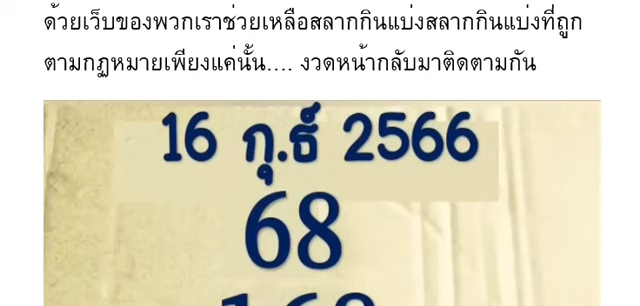 ด้วยเว็บของพวกเราช่วยเหลือสลากกินแบ่งสลากกินแบ่งที่ถูก
ตามกฏหมายเพียงแค่นั้น.... งวดหน้ากลับมาติดตามกัน
16 กุ.ธ์ 2566
68
168